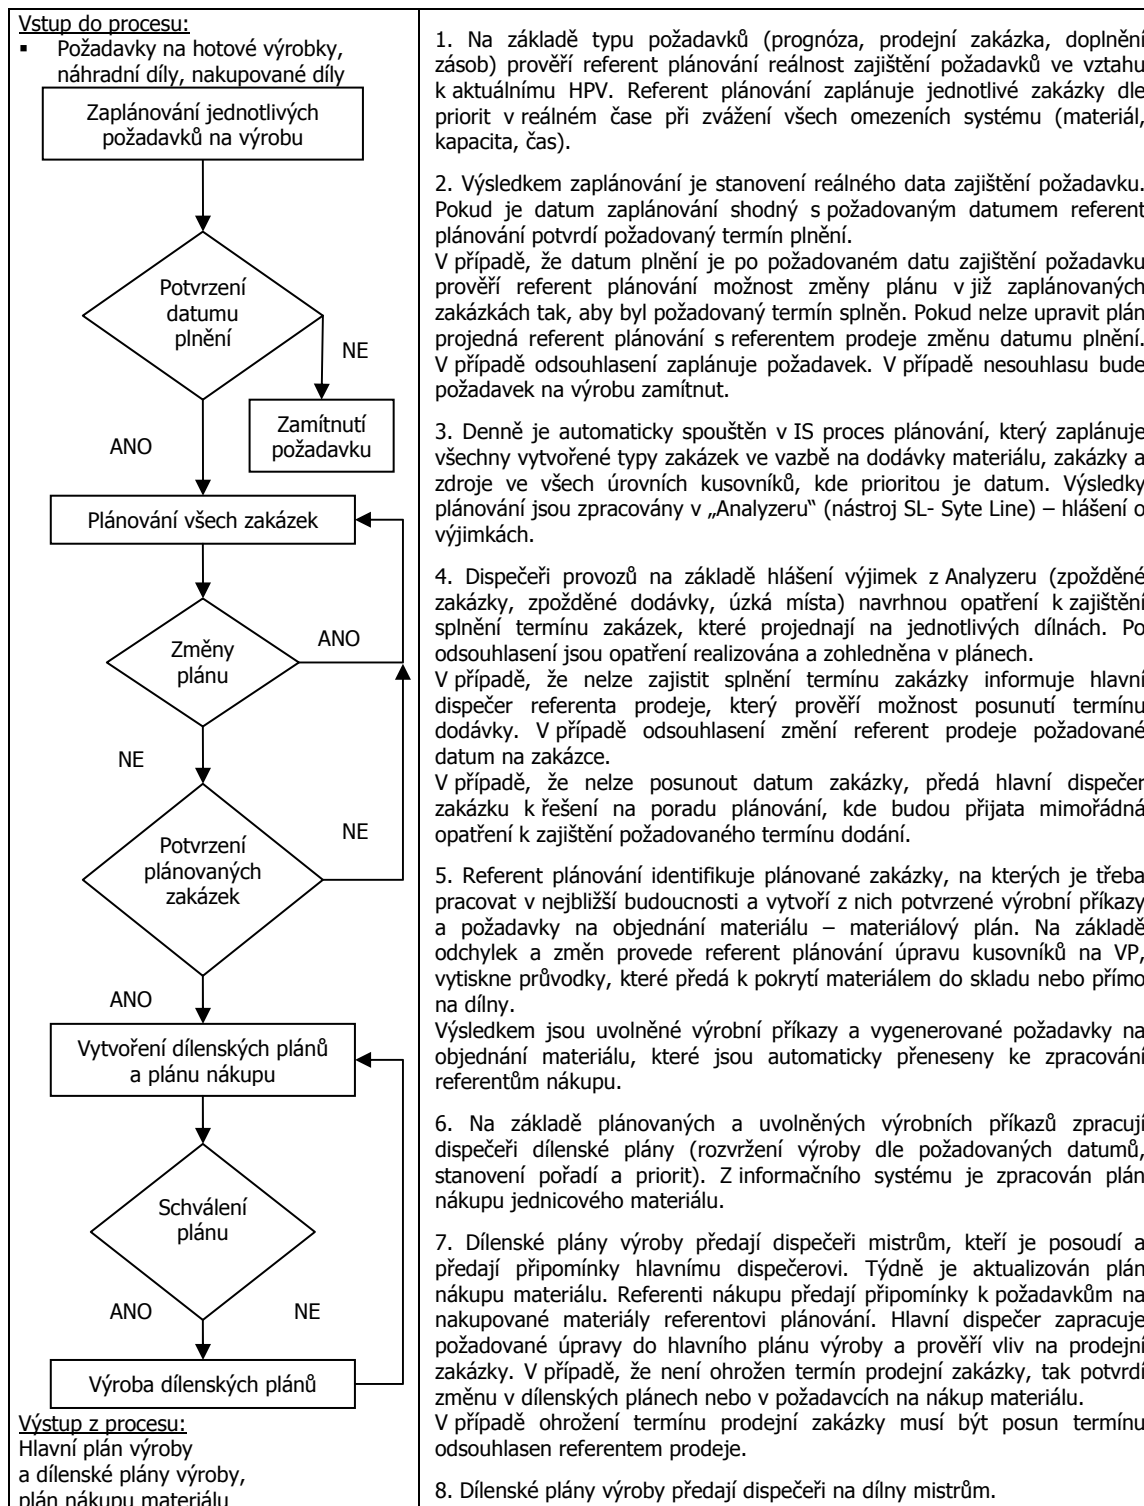 Vstup do procesu:
▪ Požadavky na hotové výrobky,
náhradní díly, nakupované díly
Zaplánování jednotlivých
požadavků na výrobu
Potvrzení
datumu
plnění
NE
Zamítnutí
požadavku
ANO
Plánování všech zakázek
Změny
plánu
ANO
NE
Potvrzení
plánovaných
zakázek
NE
ANO
Vytvoření dílenských plánů
a plánu nákupu
Schválení
plánu
ANO
NE
Výroba dílenských plánů
Výstup z procesu:
Hlavní plán výroby
a dílenské plány výroby,
plán nákupu materiálu
1. Na základě typu požadavků (prognóza, prodejní zakázka, doplnění
zásob) prověří referent plánování reálnost zajištění požadavků ve vztahu
k aktuálnímu HPV. Referent plánování zaplánuje jednotlivé zakázky dle
priorit v reálném čase při zvážení všech omezeních systému (materiál,
kapacita, čas).
2. Výsledkem zaplánování je stanovení reálného data zajištění požadavku.
Pokud je datum zaplánování shodný s požadovaným datumem referent
plánování potvrdí požadovaný termín plnění.
V případě, že datum plnění je po požadovaném datu zajištění požadavku
prověří referent plánování možnost změny plánu v již zaplánovaných
zakázkách tak, aby byl požadovaný termín splněn. Pokud nelze upravit plán
projedná referent plánování s referentem prodeje změnu datumu plnění.
V případě odsouhlasení zaplánuje požadavek. V případě nesouhlasu bude
požadavek na výrobu zamítnut.
3. Denně je automaticky spouštěn v IS proces plánování, který zaplánuje
všechny vytvořené typy zakázek ve vazbě na dodávky materiálu, zakázky a
zdroje ve všech úrovních kusovníků, kde prioritou je datum. Výsledky
plánování jsou zpracovány v „Analyzeru“ (nástroj SL- Syte Line) – hlášení o
výjimkách.
4. Dispečeři provozů na základě hlášení výjimek z Analyzeru (zpožděné
zakázky, zpožděné dodávky, úzká místa) navrhnou opatření k zajištění
splnění termínu zakázek, které projednají na jednotlivých dílnách. Po
odsouhlasení jsou opatření realizována a zohledněna v plánech.
V případě, že nelze zajistit splnění termínu zakázky informuje hlavní
dispečer referenta prodeje, který prověří možnost posunutí termínu
dodávky. V případě odsouhlasení změní referent prodeje požadované
datum na zakázce.
V případě, že nelze posunout datum zakázky, předá hlavní dispečer
zakázku k řešení na poradu plánování, kde budou přijata mimořádná
opatření k zajištění požadovaného termínu dodání.
5. Referent plánování identifikuje plánované zakázky, na kterých je třeba
pracovat v nejbližší budoucnosti a vytvoří z nich potvrzené výrobní příkazy
a požadavky na objednání materiálu – materiálový plán. Na základě
odchylek a změn provede referent plánování úpravu kusovníků na VP,
vytiskne průvodky, které předá k pokrytí materiálem do skladu nebo přímo
na dílny.
Výsledkem jsou uvolněné výrobní příkazy a vygenerované požadavky na
objednání materiálu, které jsou automaticky přeneseny ke zpracování
referentům nákupu.
6. Na základě plánovaných a uvolněných výrobních příkazů zpracují
dispečeři dílenské plány (rozvržení výroby dle požadovaných datumů,
stanovení pořadí a priorit). Z informačního systému je zpracován plán
nákupu jednicového materiálu.
7. Dílenské plány výroby předají dispečeři mistrům, kteří je posoudí a
předají připomínky hlavnímu dispečerovi. Týdně je aktualizován plán
nákupu materiálu. Referenti nákupu předají připomínky k požadavkům na
nakupované materiály referentovi plánování. Hlavní dispečer zapracuje
požadované úpravy do hlavního plánu výroby a prověří vliv na prodejní
zakázky. V případě, že není ohrožen termín prodejní zakázky, tak potvrdí
změnu v dílenských plánech nebo v požadavcích na nákup materiálu.
V případě ohrožení termínu prodejní zakázky musí být posun termínu
odsouhlasen referentem prodeje.
8. Dílenské plány výroby předají dispečeři na dílny mistrům.